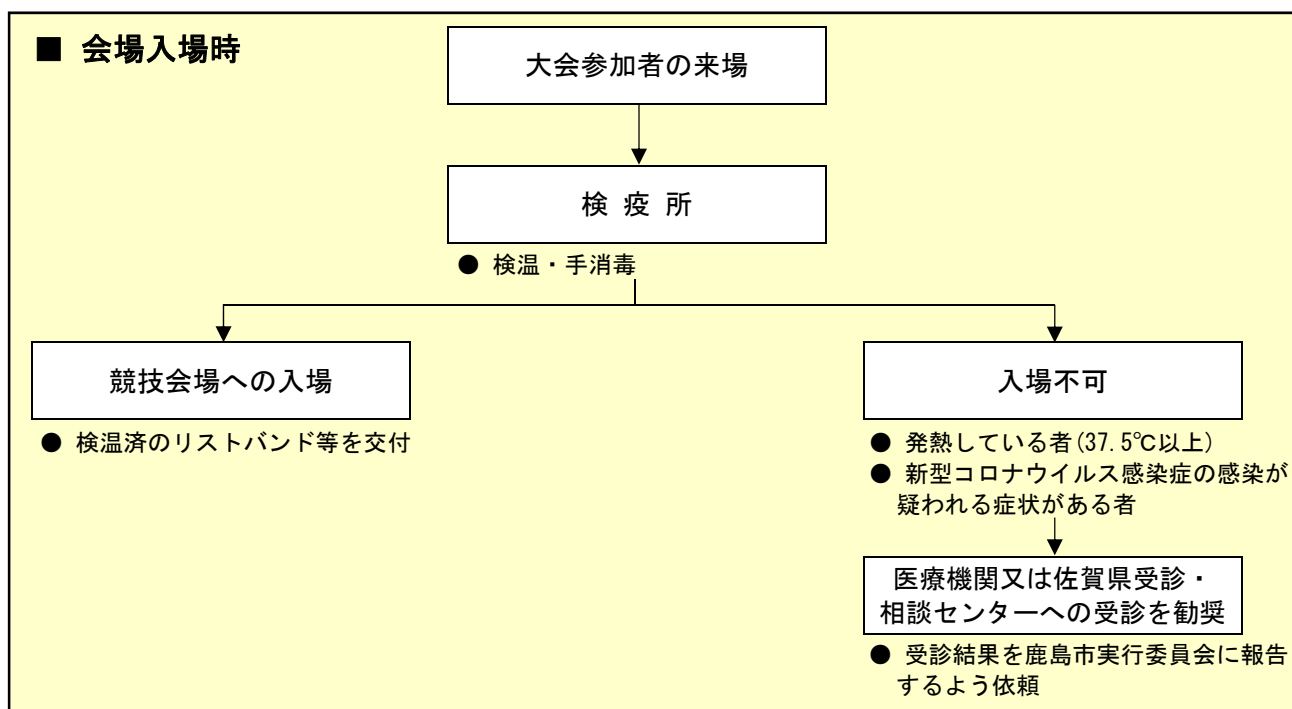 ■ 会場入場時
大会参加者の来場
検 疫 所
● 検温・手消毒
競技会場への入場
● 検温済のリストバンド等を交付
入場不可
● 発熱している者(37.5℃以上)
● 新型コロナウイルス感染症の感染が
疑われる症状がある者
医療機関又は佐賀県受診・
相談センターへの受診を勧奨
● 受診結果を鹿島市実行委員会に報告
するよう依頼